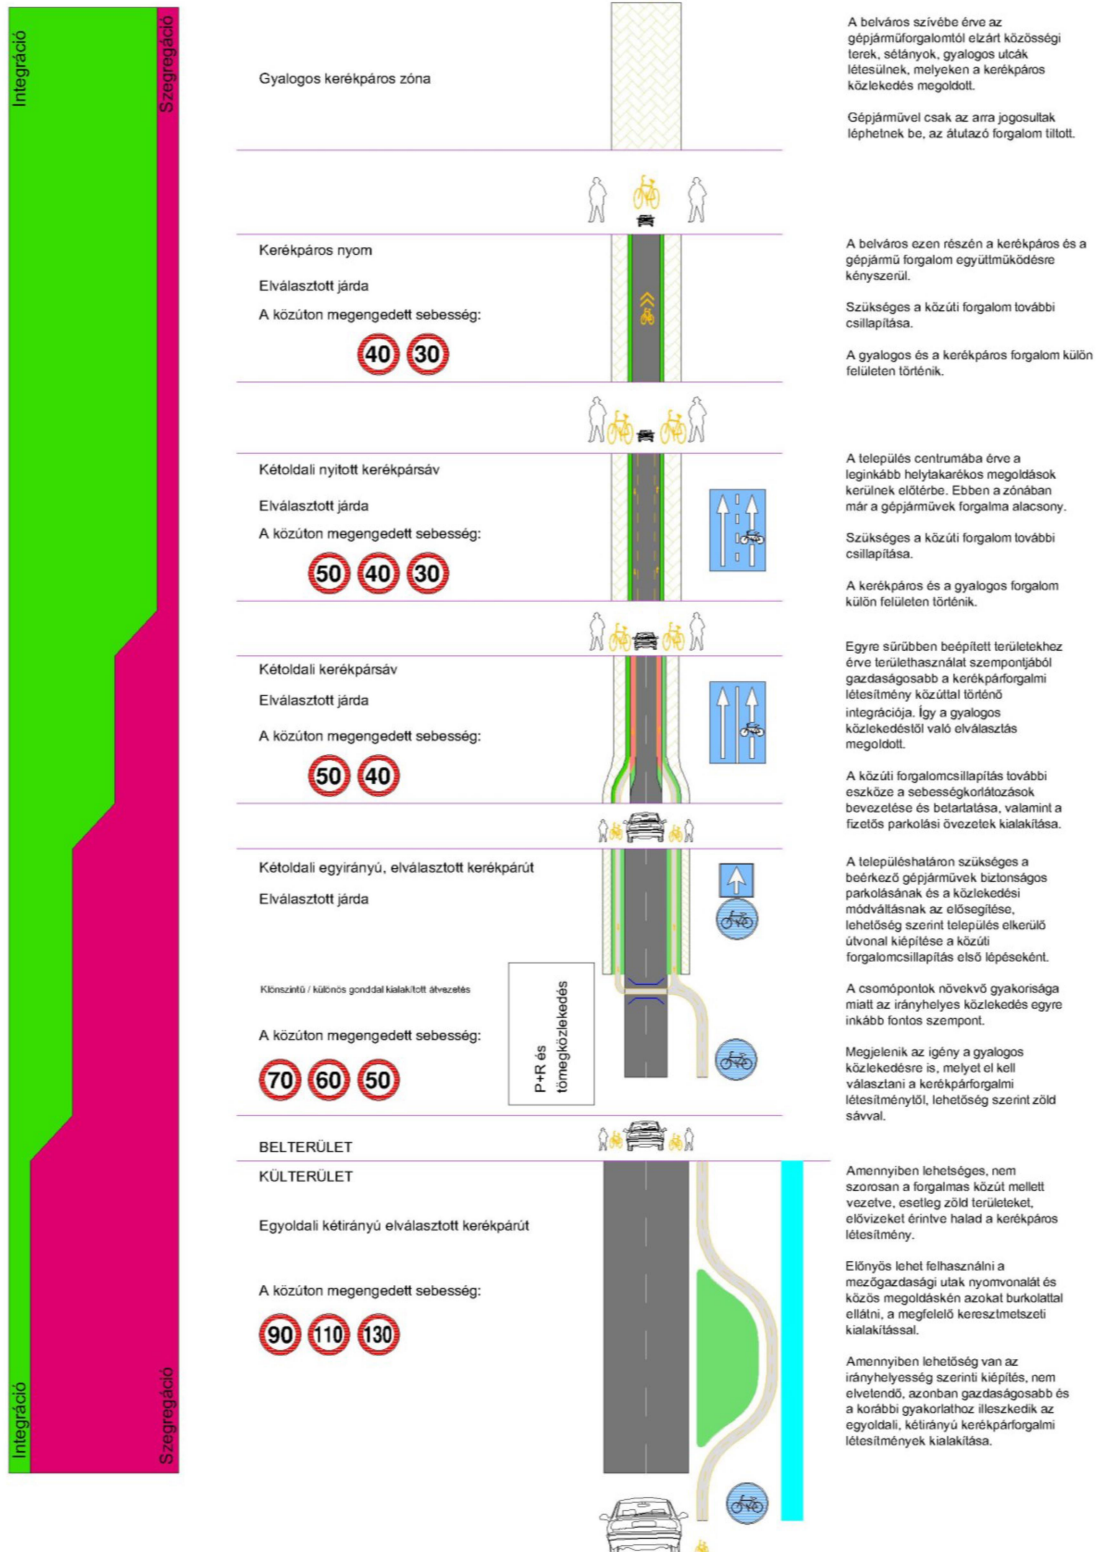 Integráció
Szegregáció
Gyalogos kerékpáros zóna
A belváros szívébe érve az
gépjárműforgalomtól elzárt közösségi
terek, sétányok, gyalogos utcák
létesülnek, melyeken a kerékpáros
közlekedés megoldott.
Gépjárművel csak az arra jogosultak
léphetnek be, az átutazó forgalom tiltott.
Kerékpáros nyom
Elválasztott járda
A közúton megengedett sebesség:
40 30
A belváros ezen részén a kerékpáros és a
gépjármű forgalom együttműködésre
kényszerül.
Szükséges a közúti forgalom további
csillapítása.
A gyalogos és a kerékpáros forgalom külön
felületen történik.
Kétoldali nyitott kerékpársáv
Elválasztott járda
A közúton megengedett sebesség:
50 40 30
A település centrumába érve a
leginkább helytakarékos megoldások
kerülnek előtérbe. Ebben a zónában
már a gépjárművek forgalma alacsony.
Szükséges a közúti forgalom további
csillapítása.
A kerékpáros és a gyalogos forgalom
külön felületen történik.
Kétoldali kerékpársáv
Elválasztott járda
A közúton megengedett sebesség:
50 40
Egyre sűrűbben beépített területekhez
érve területhasználat szempontjából
gazdaságosabb a kerékpárforgalmi
létesítmény közúttal történő
integrációja. Így a gyalogos
közlekedéstől való elválasztás
megoldott.
A közúti forgalomcsillapítás további
eszköze a sebességkorlátozások
bevezetése és betartatása, valamint a
fizetős parkolási övezetek kialakítása.
Kétoldali egyirányú, elválasztott kerékpárút
Elválasztott járda
Klönszintű / különös gonddal kialakított átvezetés
A közúton megengedett sebesség:
70 60 50
P+R és
tömegközlekedés
A településhatáron szükséges a
beérkező gépjárművek biztonságos
parkolásának és a közlekedési
módváltásnak az elősegítése,
lehetőség szerint település elkerülő
útvonal kiépítése a közúti
forgalomcsillapítás első lépéseként.
A csomópontok növekvő gyakorisága
miatt az irányhelyes közlekedés egyre
inkább fontos szempont.
Megjelenik az igény a gyalogos
közlekedésre is, melyet el kell
választani a kerékpárforgalmi
létesítménytől, lehetőség szerint zöld
sávval.
BELTERÜLET
KÜLTERÜLET
Egyoldali kétirányú elválasztott kerékpárút
A közúton megengedett sebesség:
90 110 130
Amennyiben lehetséges, nem
szorosan a forgalmas közút mellett
vezetve, esetleg zöld területeket,
elővizeket érintve halad a kerékpáros
létesítmény.
Előnyös lehet felhasználni a
mezőgazdasági utak nyomvonalát és
közös megoldáskén azokat burkolattal
ellátni, a megfelelő keresztmetszeti
kialakítással.
Amennyiben lehetőség van az
irányhelyesség szerinti kiépítés, nem
elvetendő, azonban gazdaságosabb és
a korábbi gyakorlathoz illeszkedik az
egyoldali, kétirányú kerékpárforgalmi
létesítmények kialakítása.
Integráció
Szegregáció